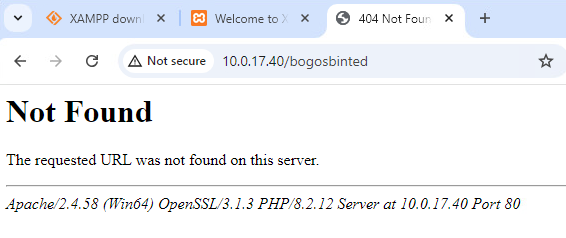 XAMPP downl
Welcome to X
404 Not Foun
Not secure
10.0.17.40/bogosbinted
Not Found
The requested URL was not found on this server.
Apache/2.4.58 (Win64) OpenSSL/3.1.3 PHP/8.2.12 Server at 10.0.17.40 Port 80